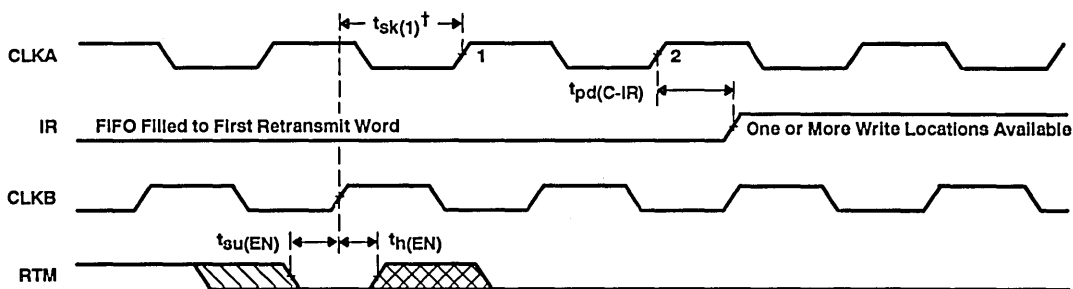 tsk(1)†
CLKA
1
2
tpd(C-IR)
IR
FIFO Filled to First Retransmit Word
One or More Write Locations Available
CLKB
tsu(EN)
th(EN)
RTM